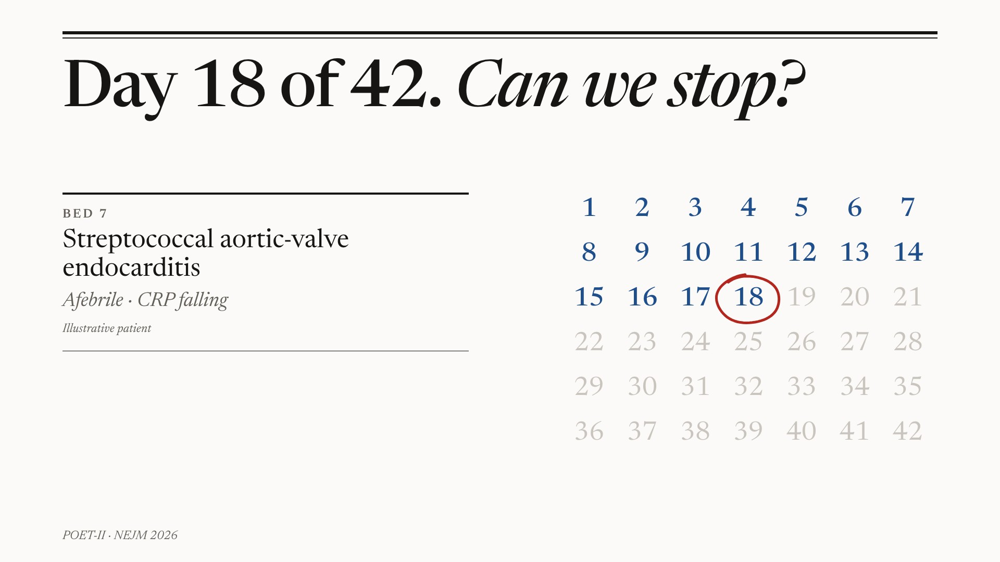 Day 18 of 42. Can we stop?
BED 7
Streptococcal aortic-valve
endocarditis
Afebrile · CRP falling
Illustrative patient
1 2 3 4 5 6 7
8 9 10 11 12 13 14
15 16 17 18 19 20 21
22 23 24 25 26 27 28
29 30 31 32 33 34 35
36 37 38 39 40 41 42
POET-II · NEJM 2026